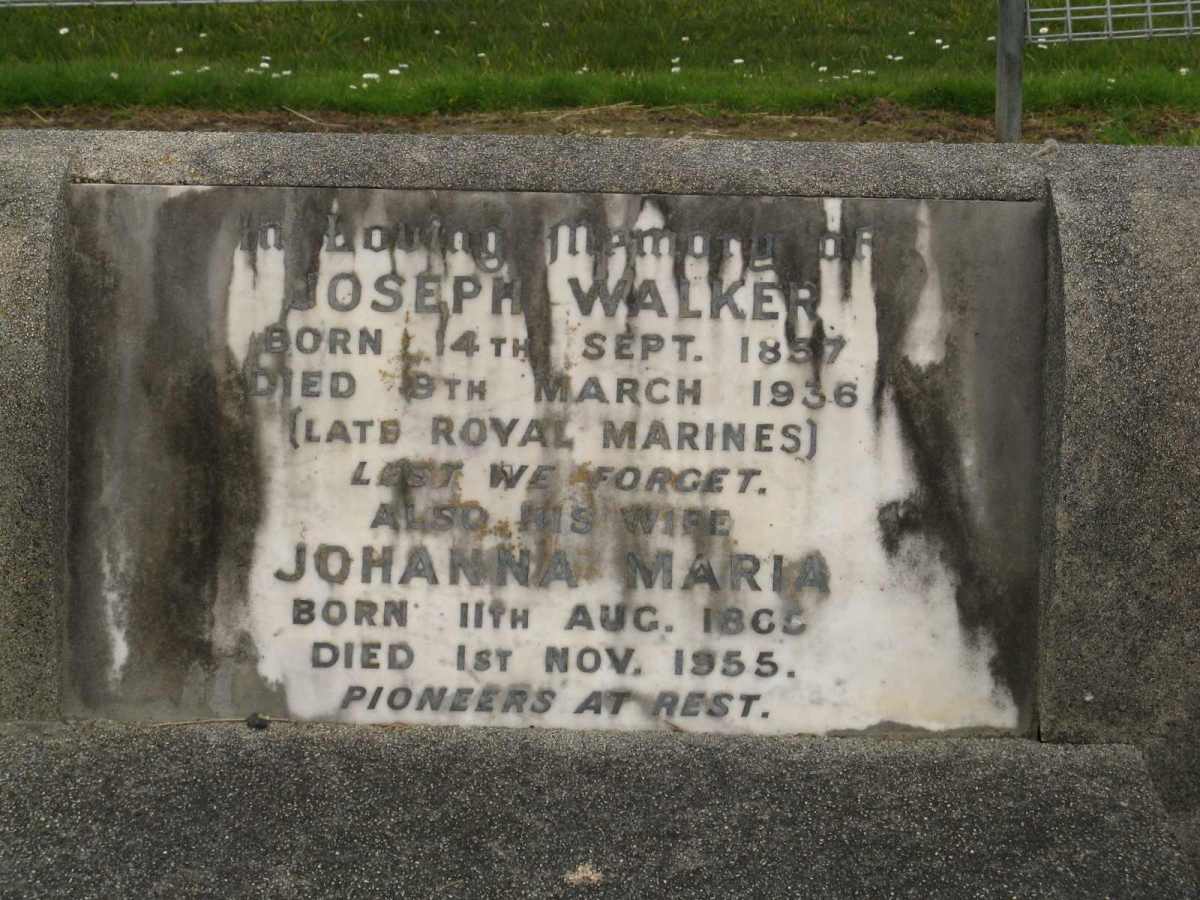 In Loving Memory of
JOSEPH WALKER
BORN 14TH SEPT. 1857
DIED 9TH MARCH 1936
(LATE ROYAL MARINES)
LEST WE FORGET.
ALSO HIS WIFE
JOHANNA MARIA
BORN 11TH AUG.
DIED 1ST NOV. 1955.
PIONEERS AT REST.